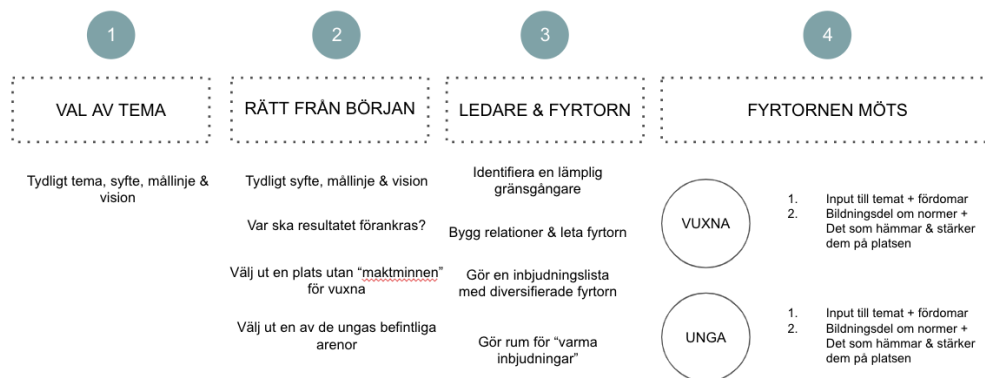 1
VAL AV TEMA
Tydligt tema, syfte, mållinje &
vision
2
RÄTT FRÅN BÖRJAN
Tydligt syfte, mållinje & vision
Var ska resultatet förankras?
Välj ut en plats utan “maktminnen”
för vuxna
Välj ut en av de ungas befintliga
arenor
3
LEDARE & FYRTORN
Identifiera en lämplig
gränsgångare
Bygg relationer & leta fyrtorn
Gör en inbjudningslista
med diversifierade fyrtorn
Gör rum för “varma
inbjudningar”
4
FYRTORNEN MÖTS
VUXNA
1. Input till temat + fördomar
2. Bildningsdel om normer +
Det som hämmar & stärker
dem på platsen
UNGA
1. Input till temat + fördomar
2. Bildningsdel om normer +
Det som hämmar & stärker
dem på platsen